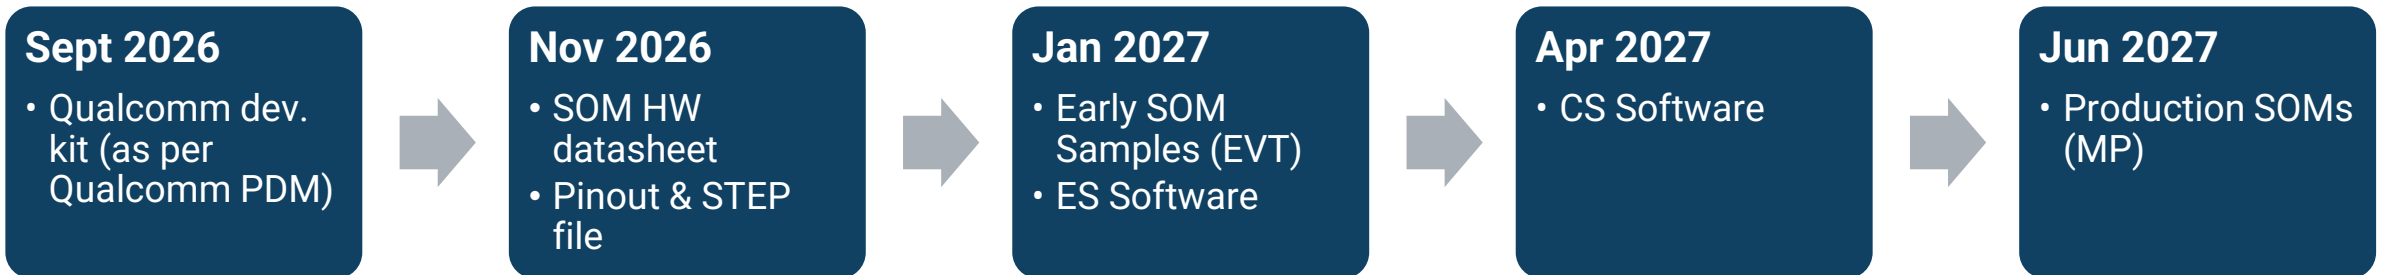 Sept 2026
• Qualcomm dev.
kit (as per
Qualcomm PDM)
Nov 2026
• SOM HW
datasheet
• Pinout & STEP
file
Jan 2027
• Early SOM
Samples (EVT)
• ES Software
Apr 2027
• CS Software
Jun 2027
• Production SOMs
(MP)